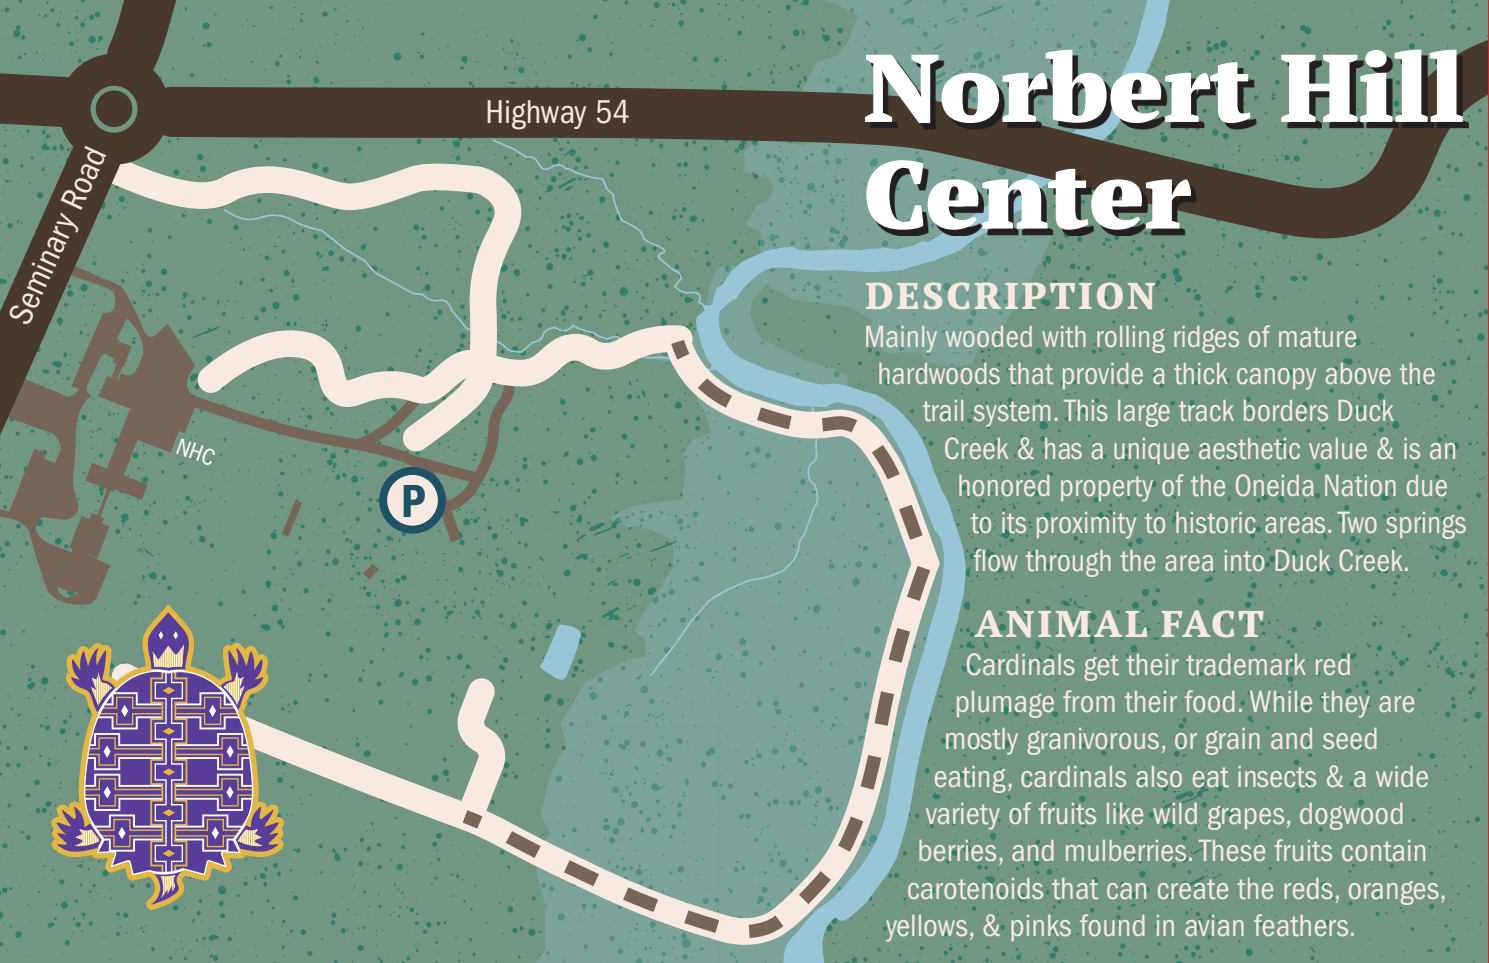 Norbert Hill
Center
Highway 54
Seminary Road
NHC
P
DESCRIPTION
Mainly wooded with rolling ridges of mature
hardwoods that provide a thick canopy above the
trail system. This large track borders Duck
Creek & has a unique aesthetic value & is an
honored property of the Oneida Nation due
to its proximity to historic areas. Two springs
flow through the area into Duck Creek.
ANIMAL FACT
Cardinals get their trademark red
plumage from their food. While they are
mostly granivorous, or grain and seed
eating, cardinals also eat insects & a wide
variety of fruits like wild grapes, dogwood
berries, and mulberries. These fruits contain
carotenoids that can create the reds, oranges,
yellows, & pinks found in avian feathers.